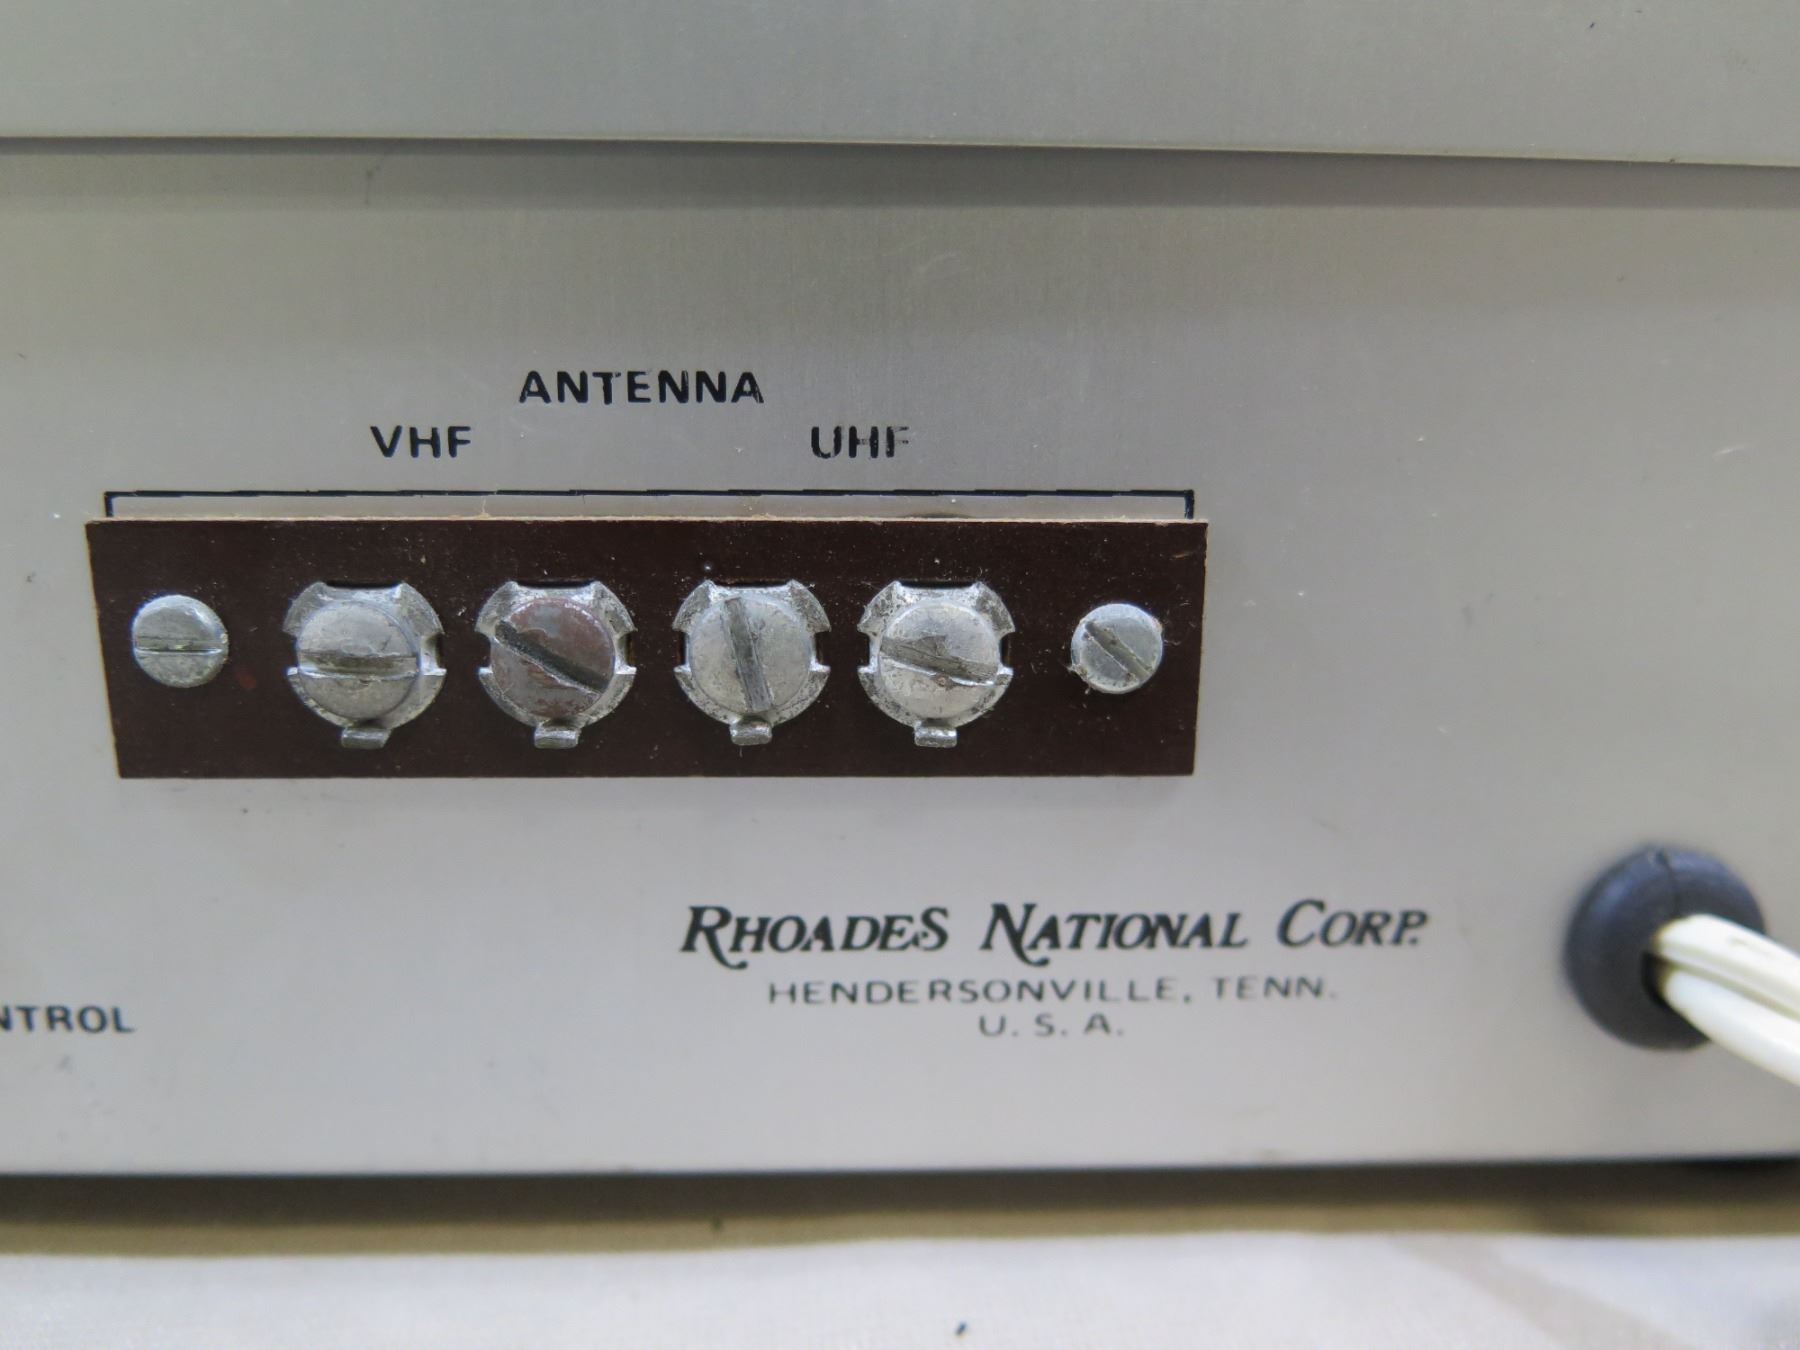 ANTENNA
VHF UHF
RHOADES NATIONAL CORP.
HENDERSONVILLE, TENN.
U. S. A.
NTROL